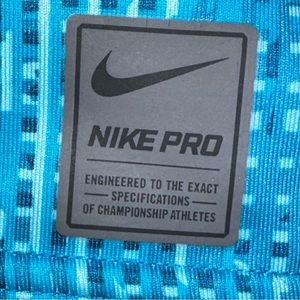 NIKE PRO
ENGINEERED TO THE EXACT
SPECIFICATIONS
OF CHAMPIONSHIP ATHLETES